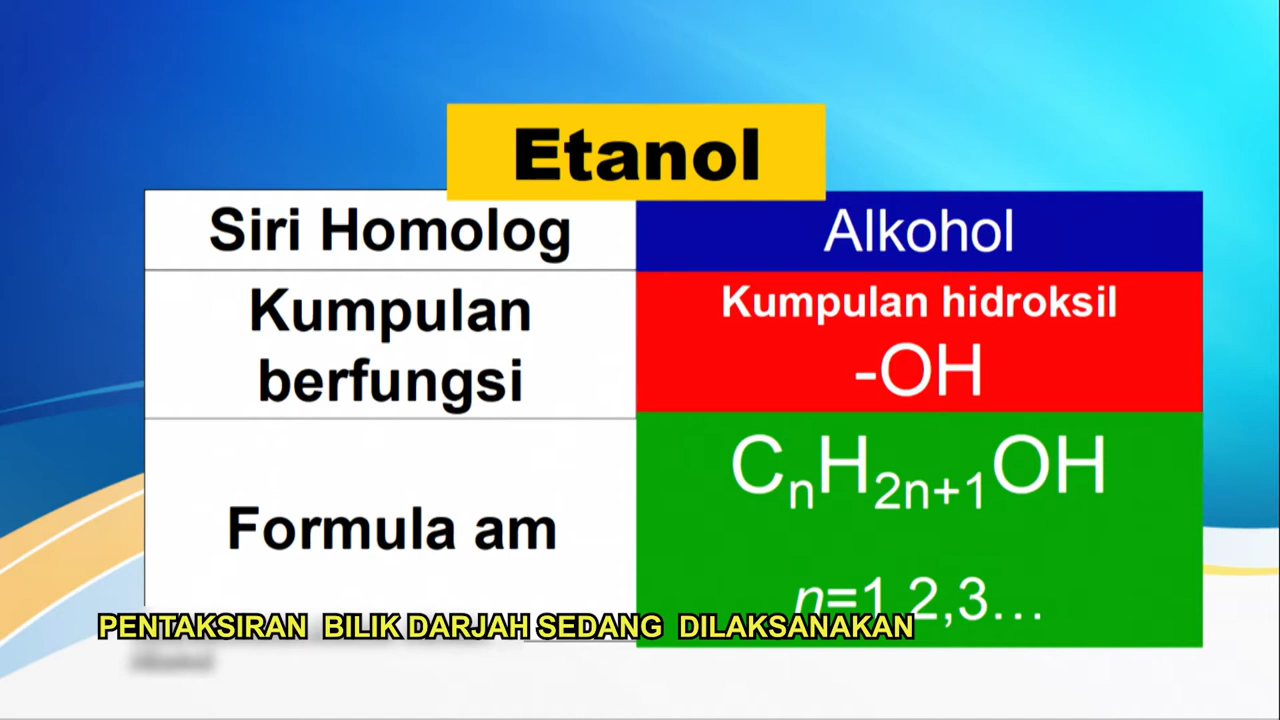 Etanol
Siri Homolog
Alkohol
Kumpulan
berfungsi
Kumpulan hidroksil
-OH
Formula am
CₙH₂ₙ₊₁OH
n=1,2,3…
PENTAKSIRAN BILIK DARJAH SEDANG DILAKSANAKAN